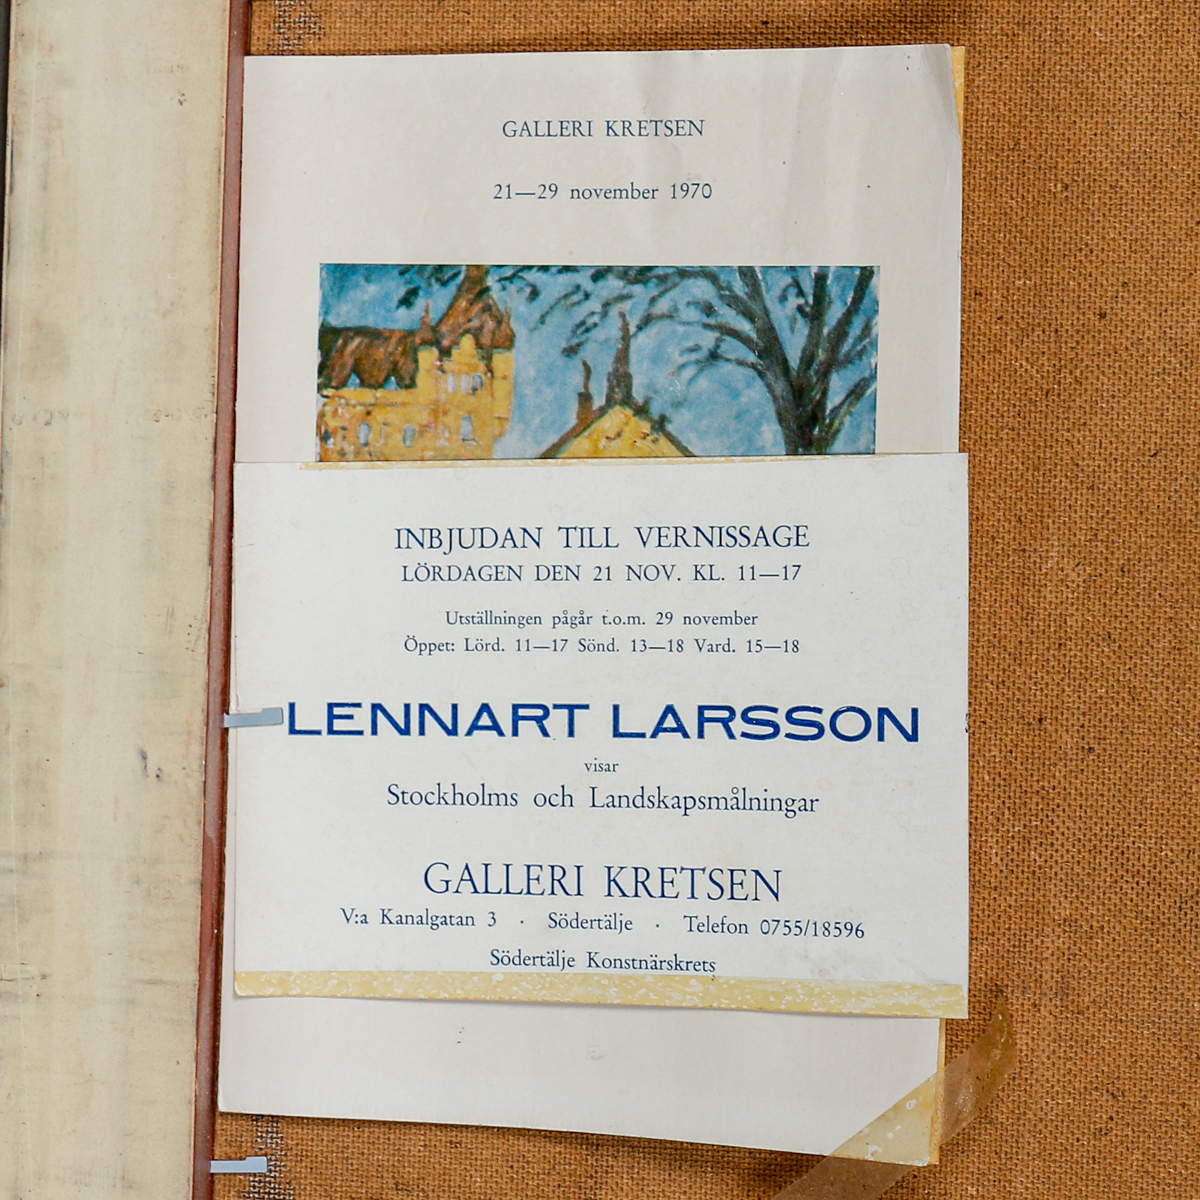 GALLERI KRETSEN
21—29 november 1970
INBJUDAN TILL VERNISSAGE
LÖRDAGEN DEN 21 NOV. KL. 11—17
Utställningen pågår t.o.m. 29 november
Öppet: Lörd. 11—17 Sönd. 13—18 Vard. 15—18
LENNART LARSSON
visar
Stockholms och Landskapsmålningar
GALLERI KRETSEN
V:a Kanalgatan 3 · Södertälje · Telefon 0755/18596
Södertälje Konstnärskrets